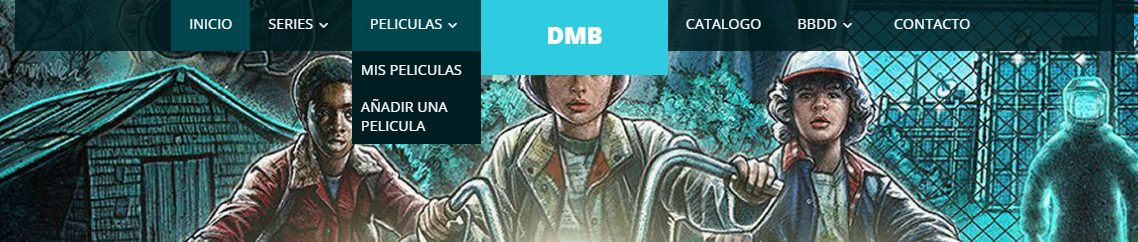 INICIO SERIES PELICULAS DMB CATALOGO BBDD CONTACTO
MIS PELICULAS
AÑADIR UNA
PELICULA